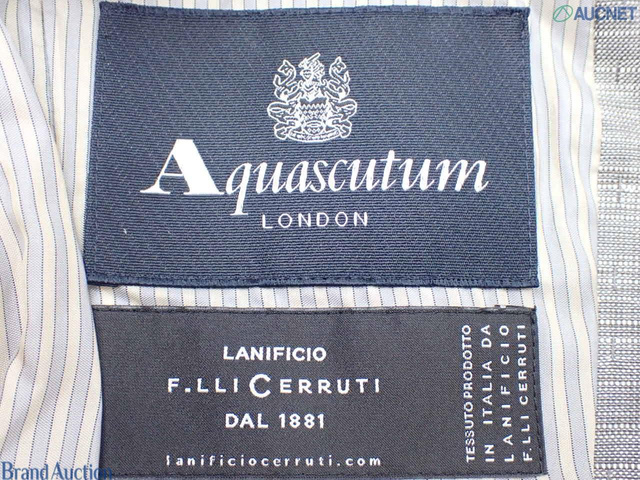 AUCNET
Aquascutum
LONDON
LANIFICIO
F.LLI CERRUTI
DAL 1881
lanificiocerruti.com
TESSUTO PRODOTTO
IN ITALIA DA
LANIFICIO
F.LLI CERRUTI
Brand Auction